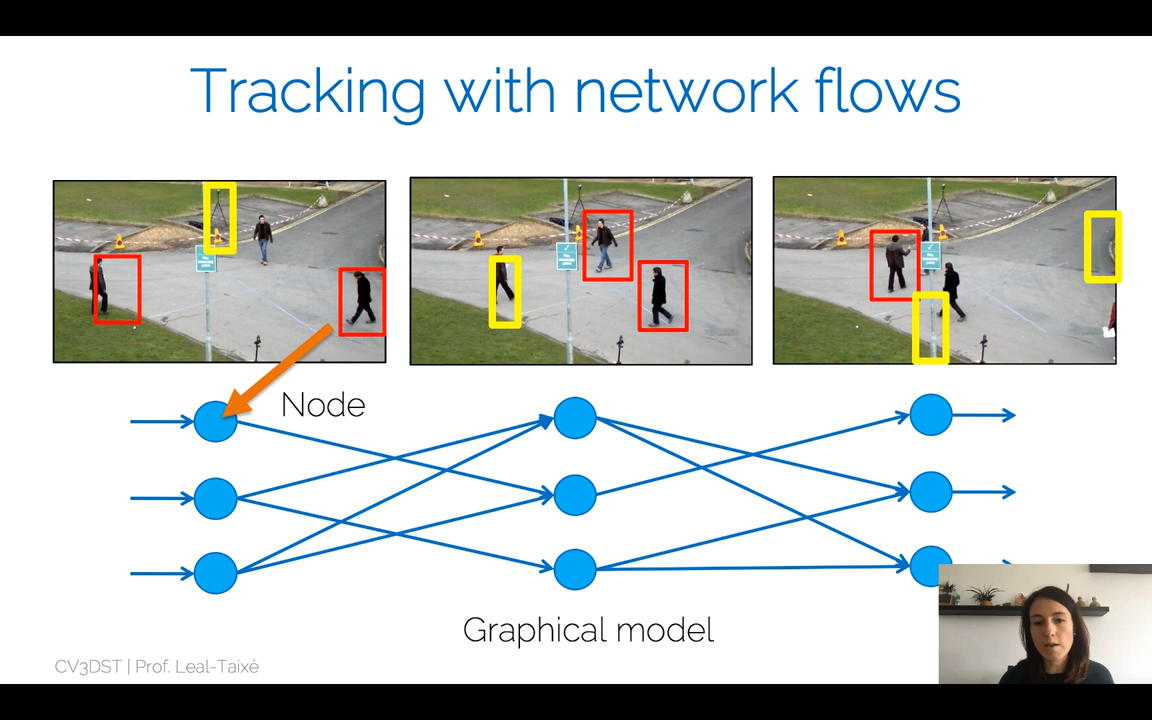 Tracking with network flows
Node
Graphical model
CV3DST | Prof. Leal-Taixé